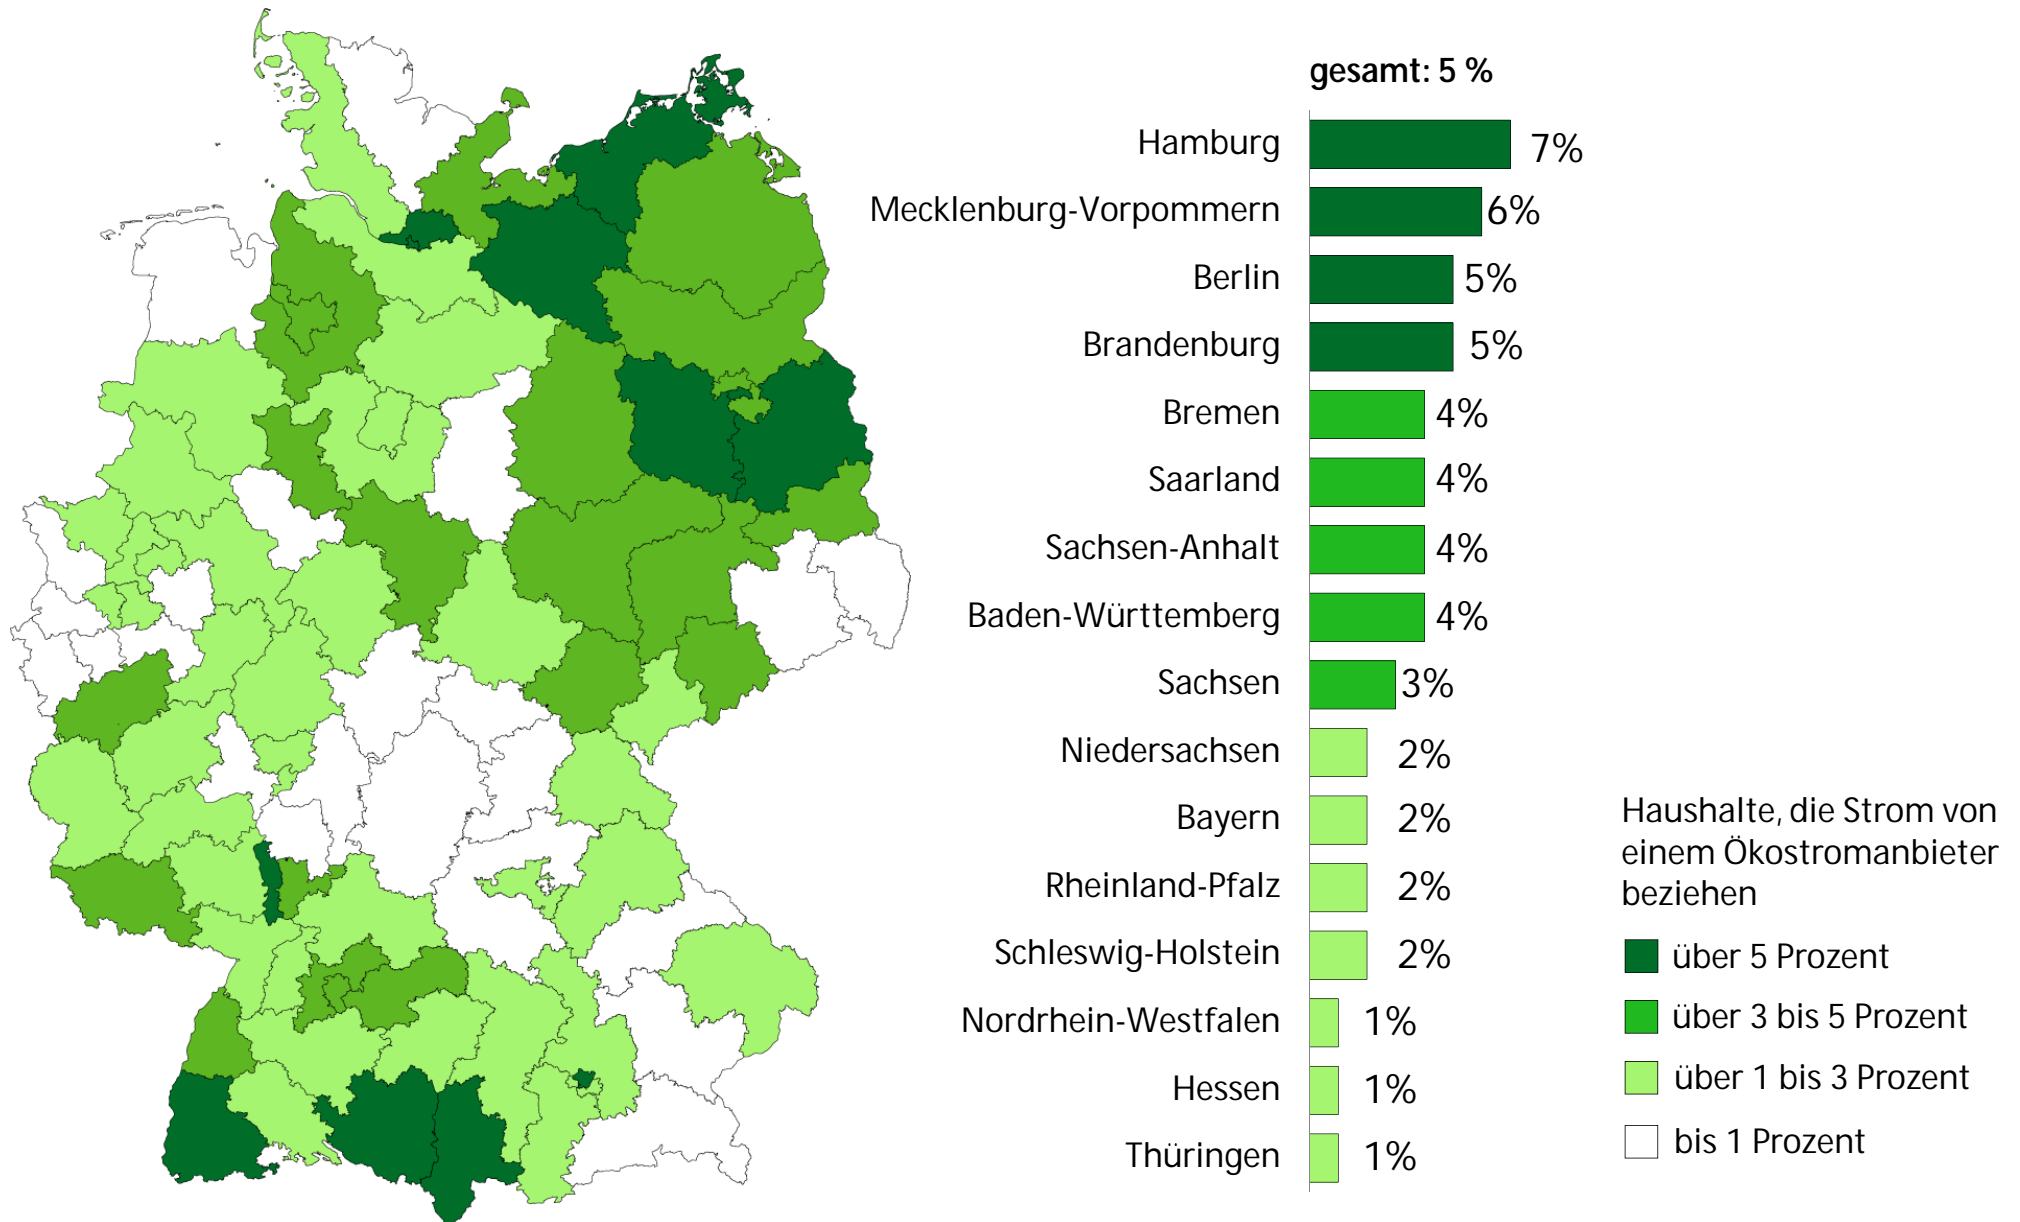 gesamt: 5 %
Hamburg 7%
Mecklenburg-Vorpommern 6%
Berlin 5%
Brandenburg 5%
Bremen 4%
Saarland 4%
Sachsen-Anhalt 4%
Baden-Württemberg 4%
Sachsen 3%
Niedersachsen 2%
Bayern 2%
Rheinland-Pfalz 2%
Schleswig-Holstein 2%
Nordrhein-Westfalen 1%
Hessen 1%
Thüringen 1%
Haushalte, die Strom von
einem Ökostromanbieter
beziehen
über 5 Prozent
über 3 bis 5 Prozent
über 1 bis 3 Prozent
bis 1 Prozent